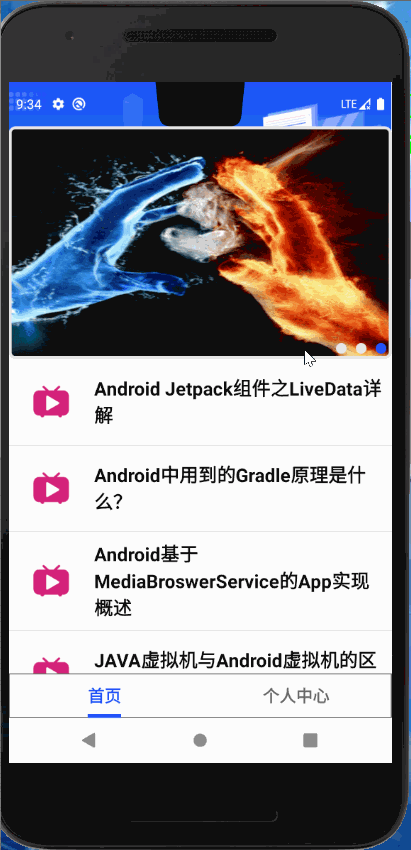 9:34 LTE
Android Jetpack组件之LiveData详
解
Android中用到的Gradle原理是什
么？
Android基于
MediaBroswerService的App实现
概述
JAVA虚拟机与Android虚拟机的区
首页 个人中心